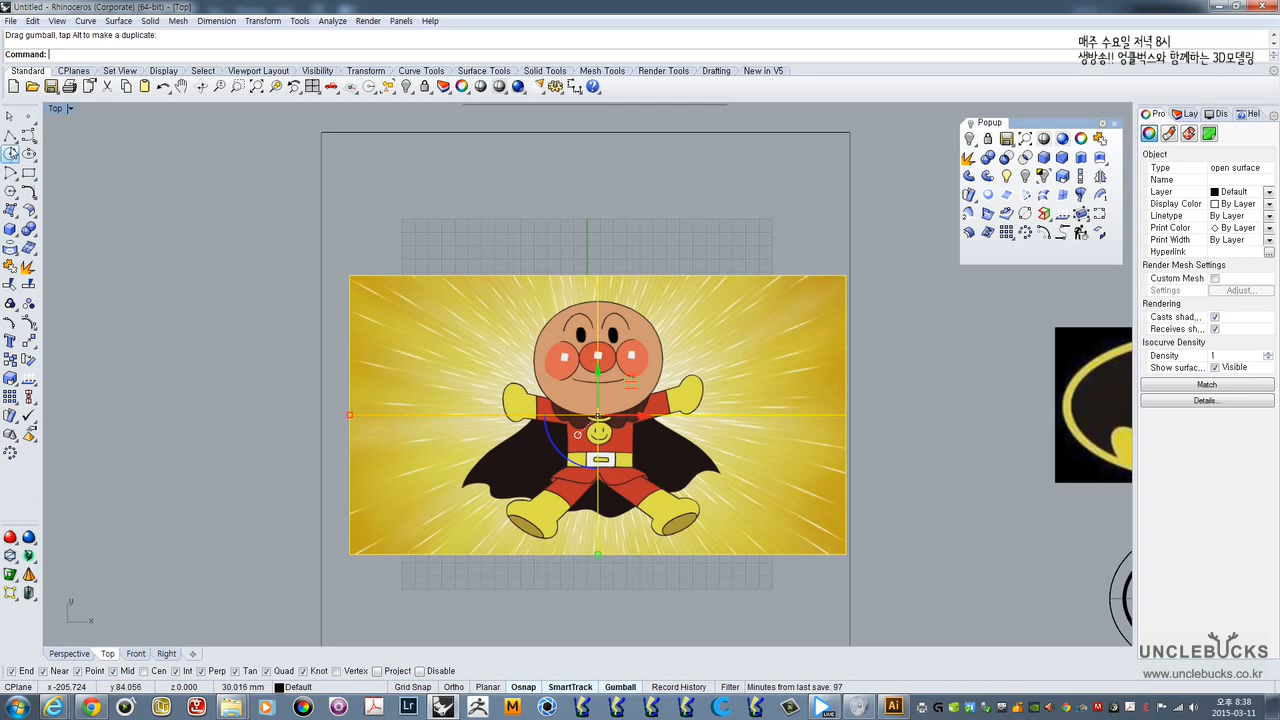 Untitled - Rhinoceros (Corporate) (64-bit) - [Top]
File Edit View Curve Surface Solid Mesh Dimension Transform Tools Analyze Render Panels Help
Drag gumball, tap Alt to make a duplicate:
Command:
매주 수요일 저녁 8시
생방송!! 엉클벅스와 함께하는 3D모델링
Standard CPlanes Set View Display Select Viewport Layout Visibility Transform Curve Tools Surface Tools Solid Tools Mesh Tools Render Tools Drafting New in V5
Top
Popup
Pro Lay Dis Hel
Object
Type open surface
Name
Layer Default
Display Color By Layer
Linetype By Layer
Print Color By Layer
Print Width By Layer
Hyperlink
Render Mesh Settings
Custom Mesh
Settings Adjust...
Rendering
Casts shad...
Receives sh...
Isocurve Density
Density 1
Show surfac... Visible
Match
Details...
y
x
Perspective Top Front Right
End Near Point Mid Cen Int Perp Tan Quad Knot Vertex Project Disable
UNCLEBUCKS
www.unclebucks.co.kr
CPlane x -205.724 y 84.056 z 0.000 30.016 mm Default Grid Snap Ortho Planar Osnap SmartTrack Gumball Record History Filter Minutes from last save: 97
Lr M Ai
오후 8:38
2015-03-11